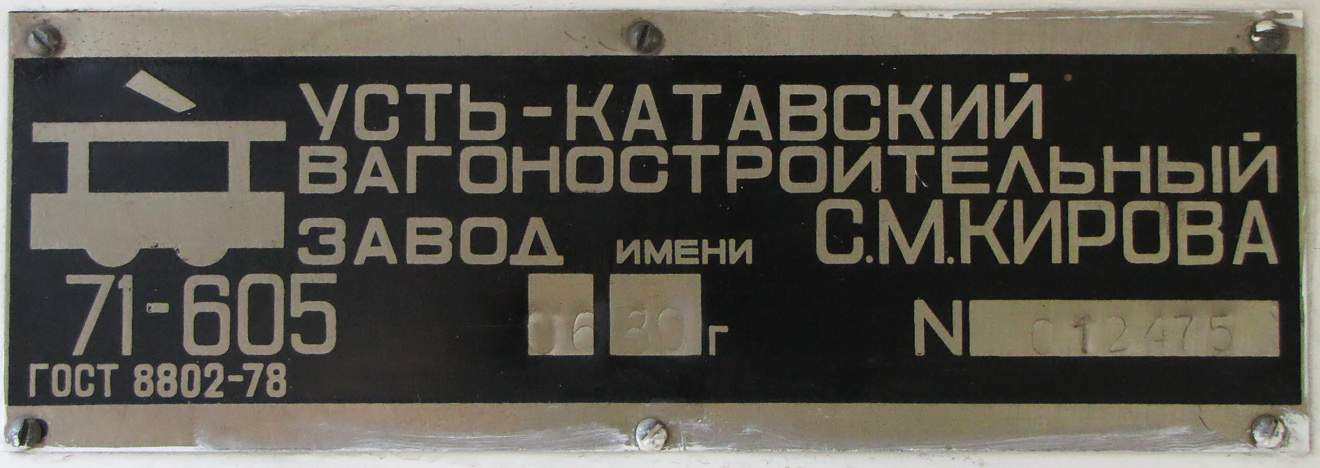 УСТЬ-КАТАВСКИЙ
ВАГОНОСТРОИТЕЛЬНЫЙ
ЗАВОД ИМЕНИ С.М.КИРОВА
71-605 06 г N 012475
ГОСТ 8802-78